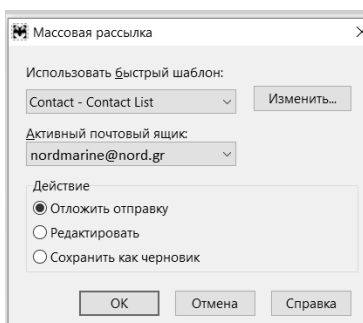 Массовая рассылка
Использовать быстрый шаблон:
Contact - Contact List
Изменить...
Активный почтовый ящик:
nordmarine@nord.gr
Действие
Отложить отправку
Редактировать
Сохранить как черновик
ОК
Отмена
Справка